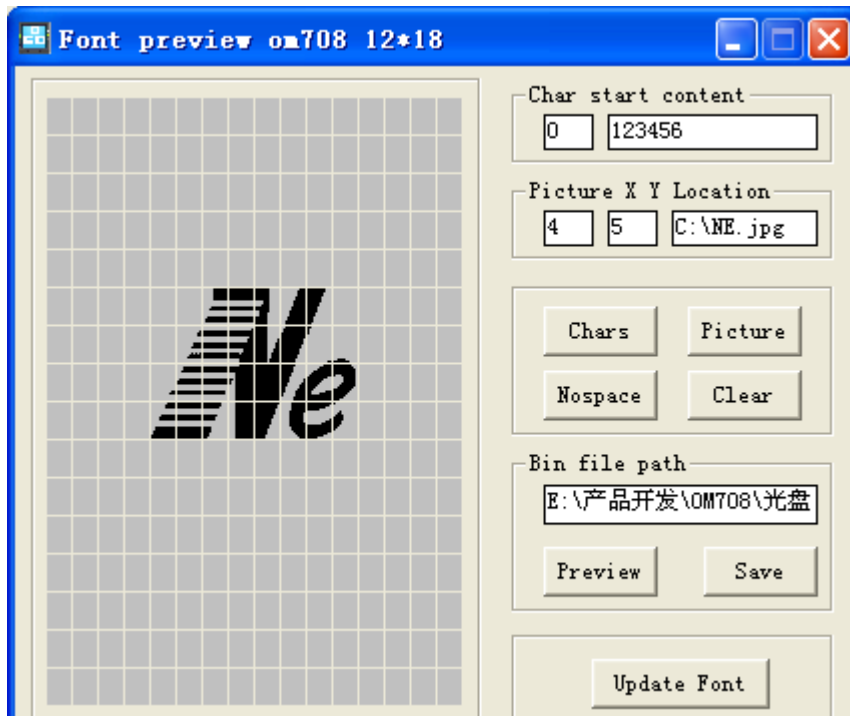 Font preview om708 12*18
Char start content
0 123456
Picture X Y Location
4 5 C:\NE.jpg
Ne
Chars Picture
Nospace Clear
Bin file path
E:\产品开发\OM708\光盘
Preview Save
Update Font